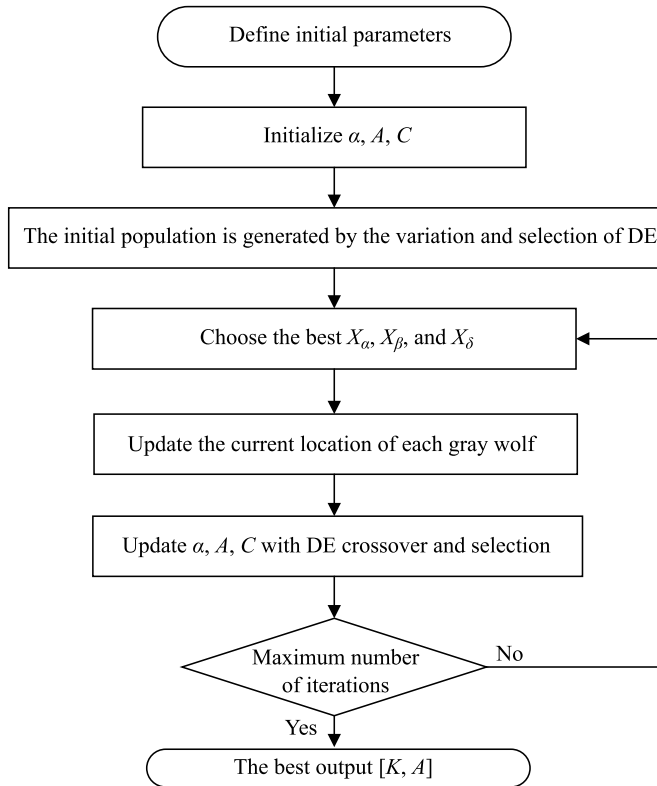 Define initial parameters
Initialize α, A, C
The initial population is generated by the variation and selection of DE
Choose the best Xα, Xβ, and Xδ
Update the current location of each gray wolf
Update α, A, C with DE crossover and selection
Maximum number
of iterations
No
Yes
The best output [K, A]